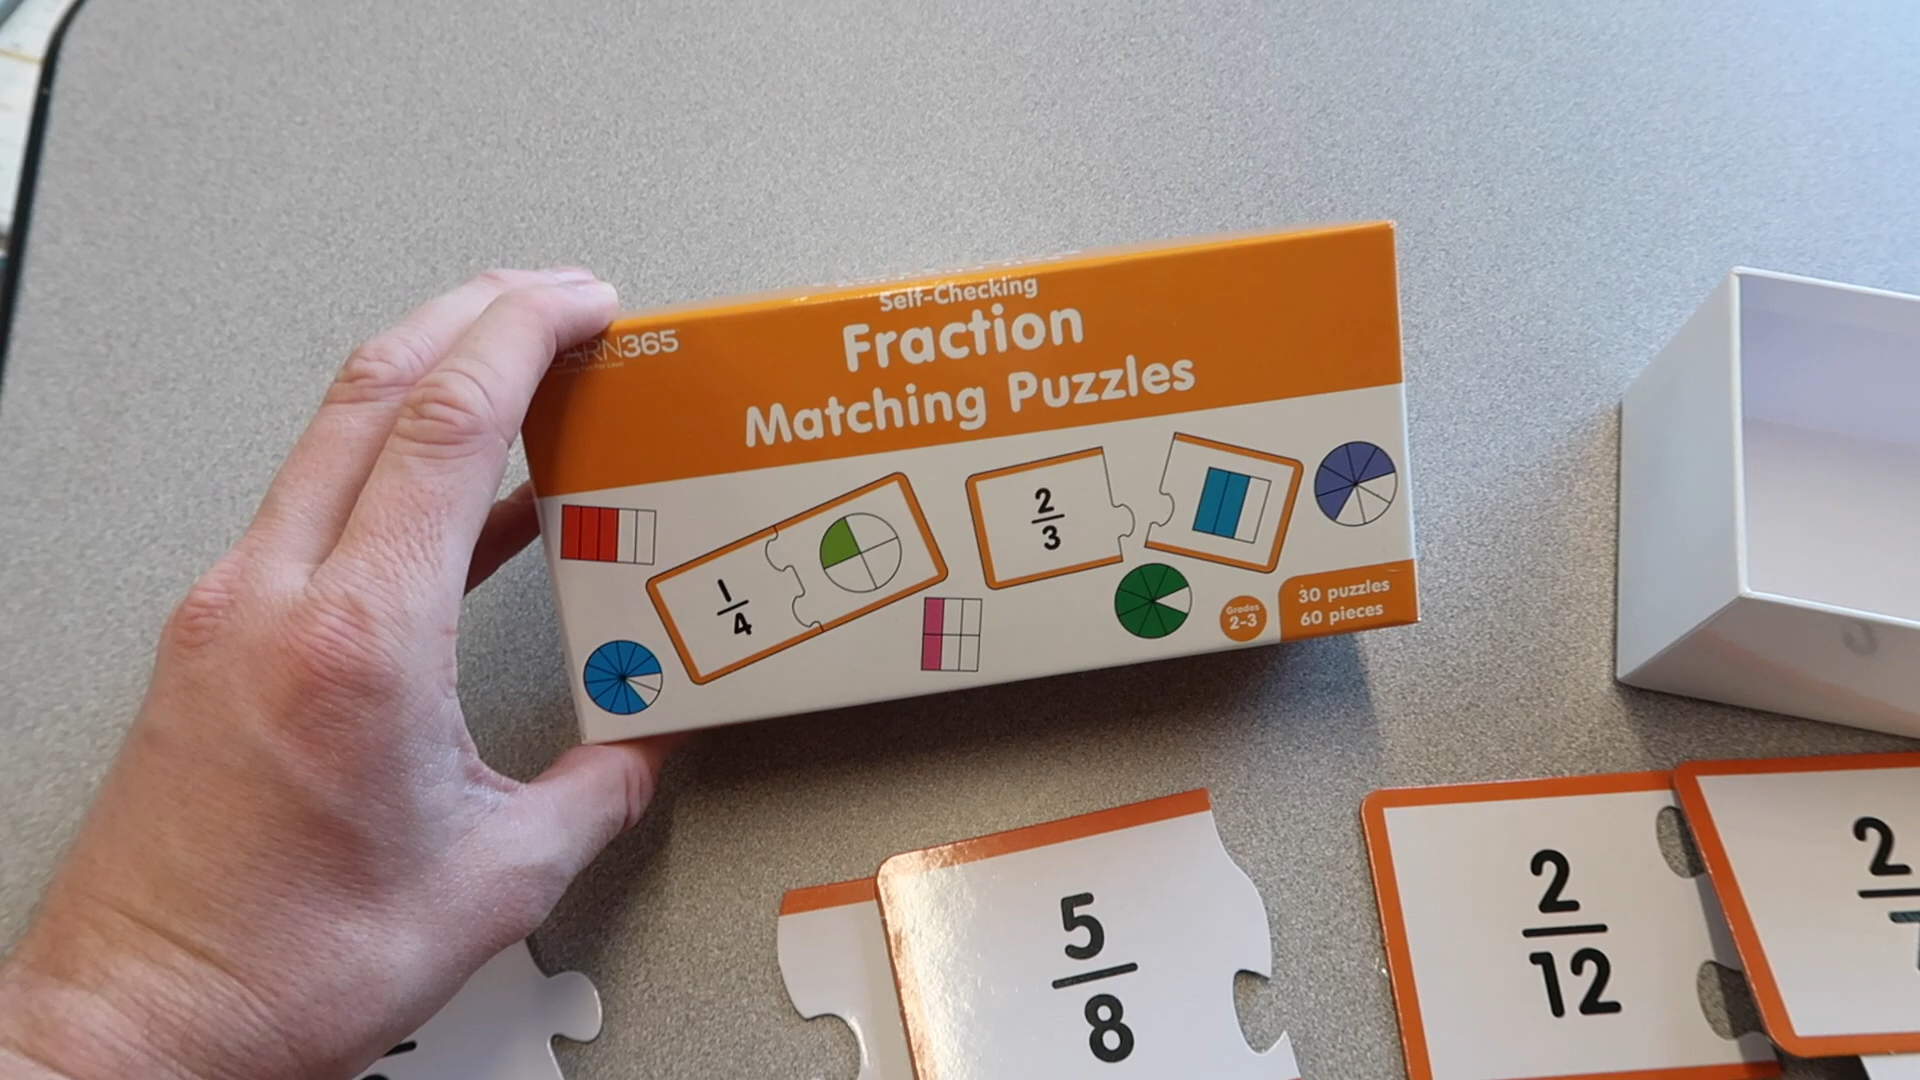 Self-Checking
ARN365
Fraction
Matching Puzzles
1
4
2
3
Grades
2-3
30 puzzles
60 pieces
5
8
2
12
2